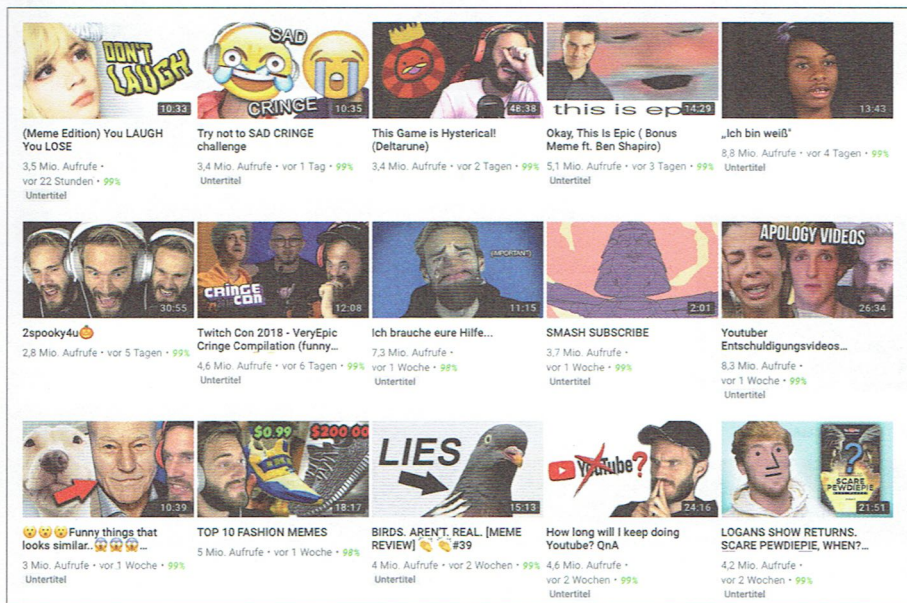 DON'T
LAUGH
10:33
SAD
CRINGE
10:35
48:38
this is ep
14:29
13:43
(Meme Edition) You LAUGH
You LOSE
3,5 Mio. Aufrufe •
vor 22 Stunden • 99%
Untertitel
Try not to SAD CRINGE
challenge
3,4 Mio. Aufrufe • vor 1 Tag • 99%
Untertitel
This Game is Hysterical!
(Deltarune)
3,4 Mio. Aufrufe • vor 2 Tagen • 99%
Okay, This Is Epic ( Bonus
Meme ft. Ben Shapiro)
5,1 Mio. Aufrufe • vor 3 Tagen • 99%
Untertitel
„Ich bin weiß"
8,8 Mio. Aufrufe • vor 4 Tagen • 99%
Untertitel
30:55
CRINGE
CON
12:08
(IMPORTANT)
11:15
2:01
APOLOGY VIDEOS
26:34
2spooky4u🎃
2,8 Mio. Aufrufe • vor 5 Tagen • 99%
Twitch Con 2018 - VeryEpic
Cringe Compilation (funny...
4,6 Mio. Aufrufe • vor 6 Tagen • 99%
Untertitel
Ich brauche eure Hilfe...
7,3 Mio. Aufrufe •
vor 1 Woche • 98%
Untertitel
SMASH SUBSCRIBE
3,7 Mio. Aufrufe •
vor 1 Woche • 99%
Untertitel
Youtuber
Entschuldigungsvideos...
8,3 Mio. Aufrufe •
vor 1 Woche • 99%
Untertitel
10:39
$0.99
$200.00
18:17
LIES
15:13
YouTube?
24:16
?
SCARE
PEWDIEPIE
21:51
😮😮😮Funny things that
looks similar..😱😱😱...
3 Mio. Aufrufe • vor 1 Woche • 99%
Untertitel
TOP 10 FASHION MEMES
5 Mio. Aufrufe • vor 1 Woche • 98%
BIRDS. AREN'T. REAL. [MEME
REVIEW] 👏 👏#39
4 Mio. Aufrufe • vor 2 Wochen • 99%
Untertitel
How long will I keep doing
Youtube? QnA
4,6 Mio. Aufrufe •
vor 2 Wochen • 99%
Untertitel
LOGANS SHOW RETURNS.
SCARE PEWDIEPIE, WHEN?...
4,2 Mio. Aufrufe •
vor 2 Wochen • 99%
Untertitel